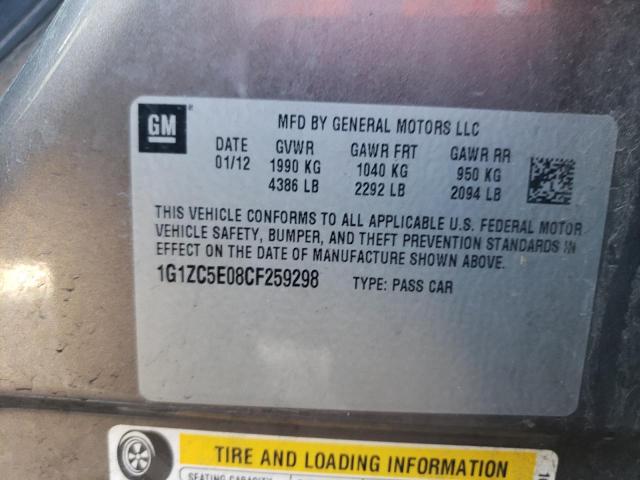 GM ®
MFD BY GENERAL MOTORS LLC
DATE GVWR GAWR FRT GAWR RR
01/12 1990 KG 1040 KG 950 KG
4386 LB 2292 LB 2094 LB
THIS VEHICLE CONFORMS TO ALL APPLICABLE U.S. FEDERAL MOTOR
VEHICLE SAFETY, BUMPER, AND THEFT PREVENTION STANDARDS IN
EFFECT ON THE DATE OF MANUFACTURE SHOWN ABOVE.
1G1ZC5E08CF259298 TYPE: PASS CAR
TIRE AND LOADING INFORMATION
SEATING CAPACITY